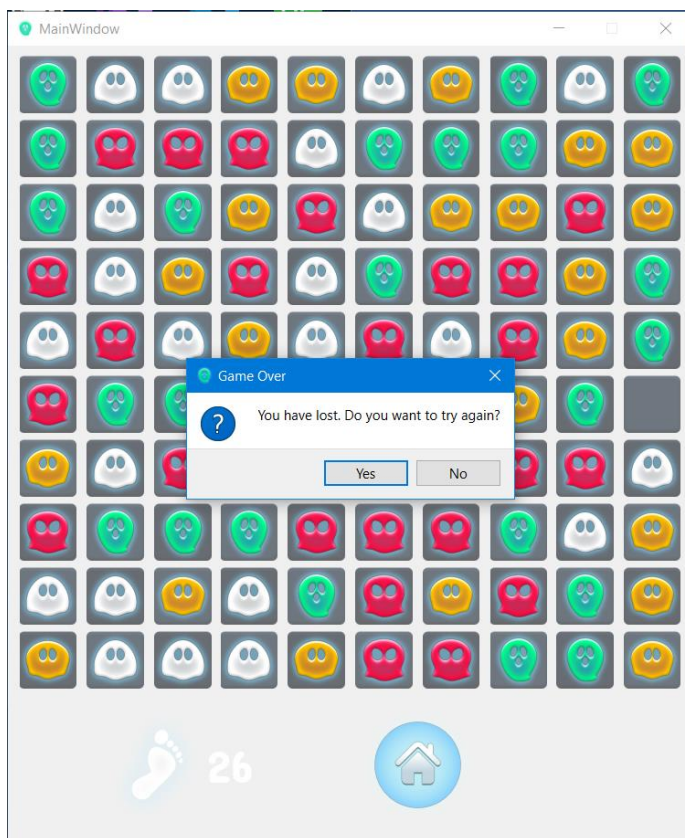 MainWindow
Game Over
You have lost. Do you want to try again?
Yes
No
26